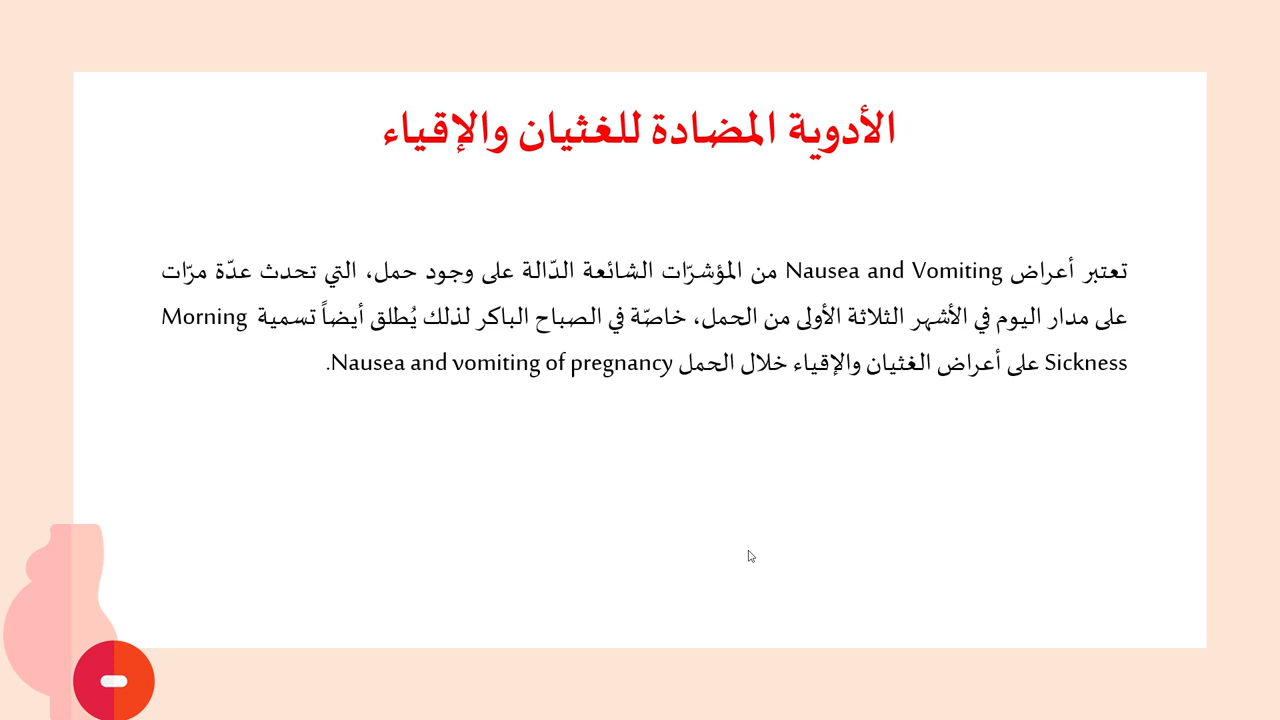 الأدوية المضادة للغثيان والإقياء
تعتبر أعراض Nausea and Vomiting من المؤشرّات الشائعة الدّالة على وجود حمل، التي تحدث عدّة مرّات
على مدار اليوم في الأشهر الثلاثة الأولى من الحمل، خاصّة في الصباح الباكر لذلك يُطلق أيضاً تسمية Morning
Sickness على أعراض الغثيان والإقياء خلال الحمل Nausea and vomiting of pregnancy.